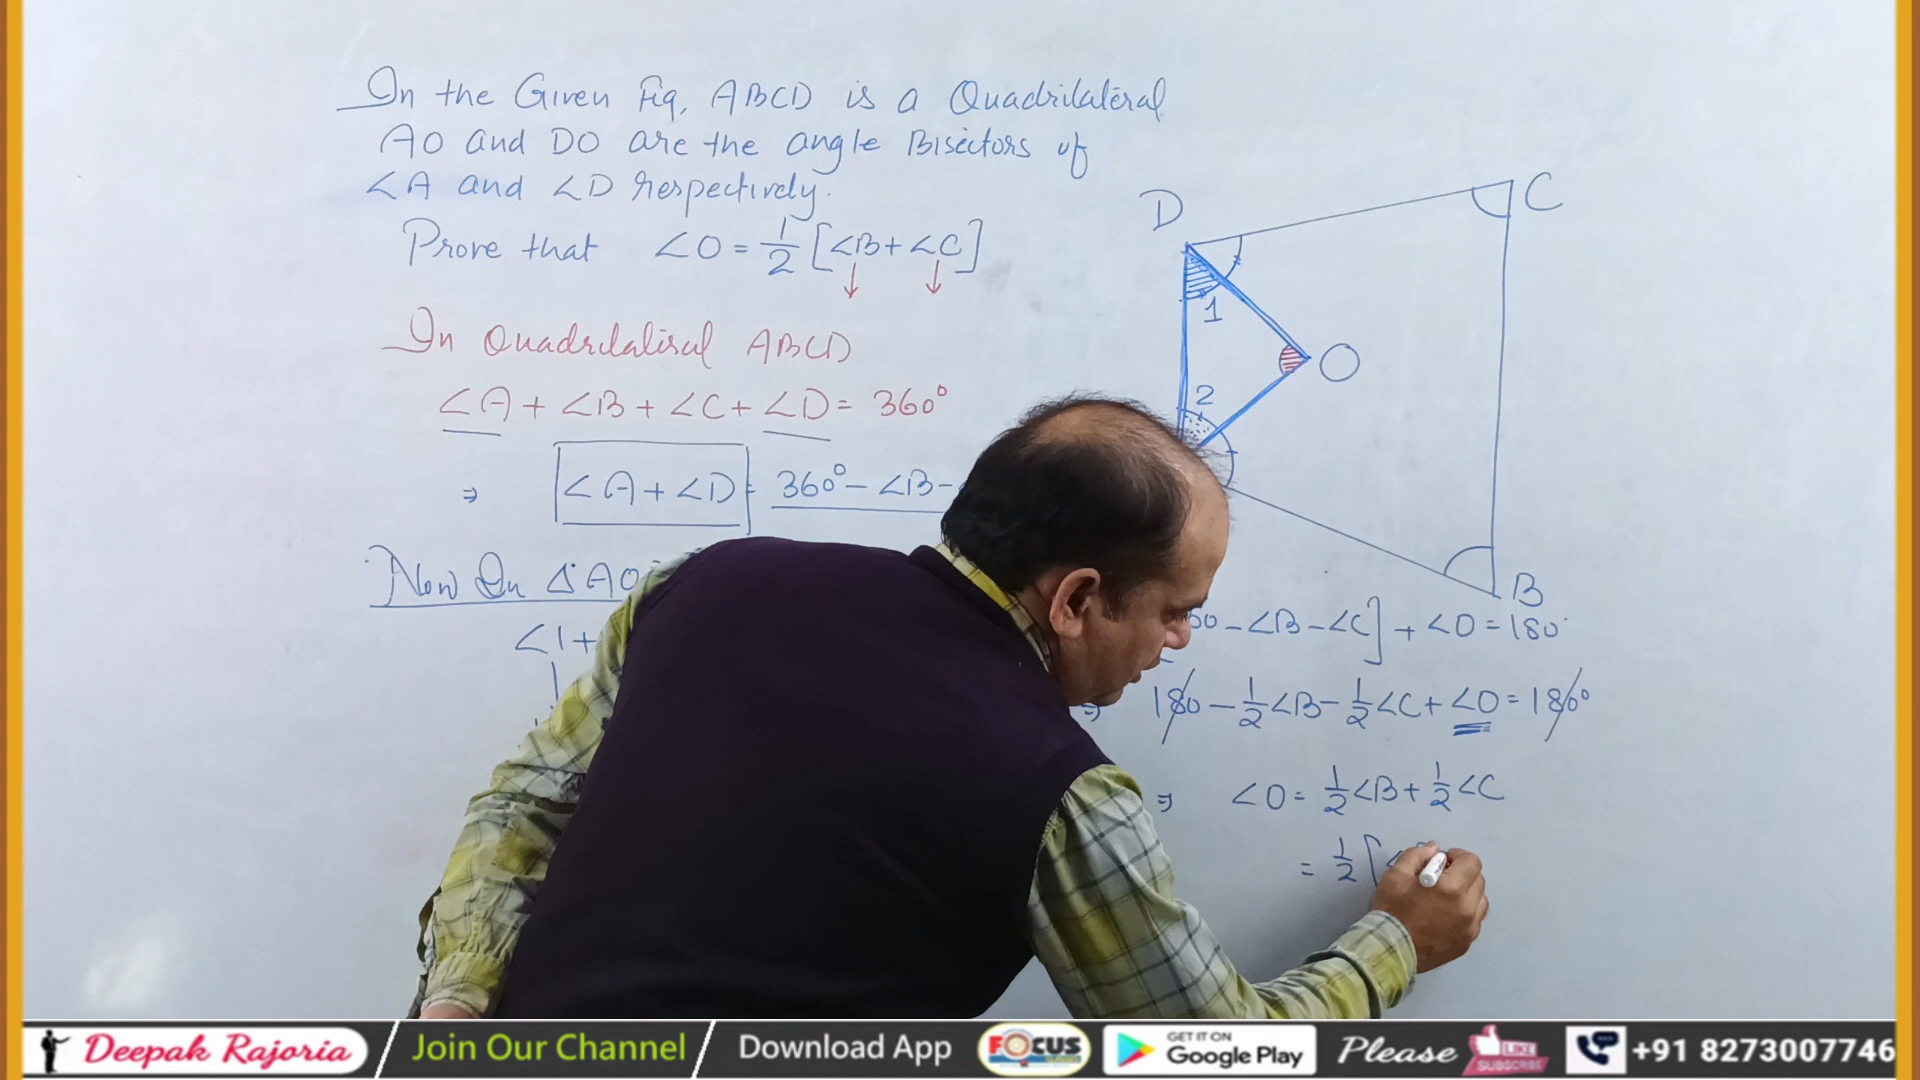 In the Given Fig, ABCD is a Quadrilateral
AO and DO are the angle Bisectors of
∠A and ∠D respectively.
Prove that ∠O = 1/2 [∠B + ∠C]
In Quadrilateral ABCD
∠A + ∠B + ∠C + ∠D = 360°
⇒ ∠A + ∠D = 360° - ∠B -
Now In ΔAO
∠1 +
D
C
1
O
2
B
- ∠B - ∠C] + ∠O = 180°
⇒ 180 - 1/2 ∠B - 1/2 ∠C + ∠O = 180°
⇒ ∠O = 1/2 ∠B + 1/2 ∠C
= 1/2 [
Deepak Rajoria
Join Our Channel
Download App
FOCUS
GET IT ON
Google Play
Please
LIKE
SUBSCRIBE
+91 8273007746